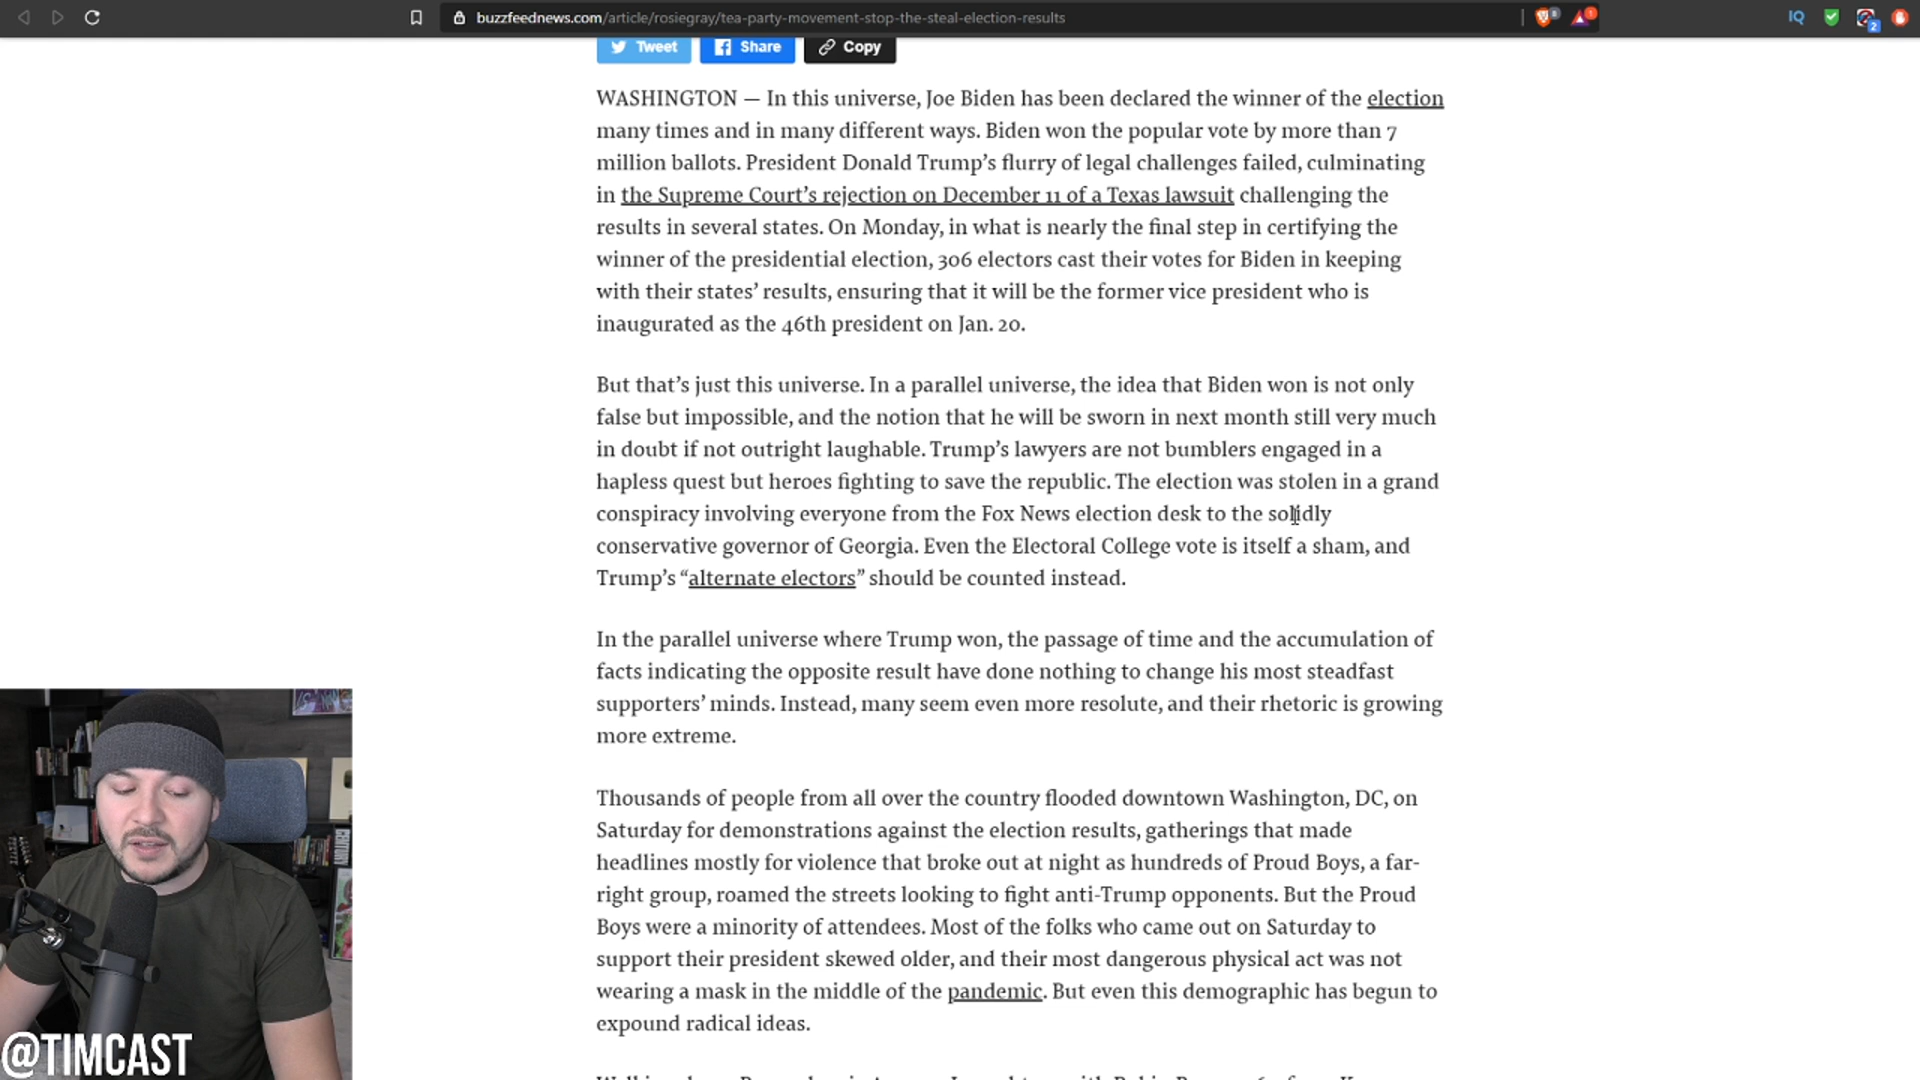 buzzfeednews.com/article/rosiegray/tea-party-movement-stop-the-steal-election-results
IQ
2
Tweet
Share
Copy
WASHINGTON — In this universe, Joe Biden has been declared the winner of the election
many times and in many different ways. Biden won the popular vote by more than 7
million ballots. President Donald Trump’s flurry of legal challenges failed, culminating
in the Supreme Court’s rejection on December 11 of a Texas lawsuit challenging the
results in several states. On Monday, in what is nearly the final step in certifying the
winner of the presidential election, 306 electors cast their votes for Biden in keeping
with their states’ results, ensuring that it will be the former vice president who is
inaugurated as the 46th president on Jan. 20.
But that’s just this universe. In a parallel universe, the idea that Biden won is not only
false but impossible, and the notion that he will be sworn in next month still very much
in doubt if not outright laughable. Trump’s lawyers are not bumblers engaged in a
hapless quest but heroes fighting to save the republic. The election was stolen in a grand
conspiracy involving everyone from the Fox News election desk to the solidly
conservative governor of Georgia. Even the Electoral College vote is itself a sham, and
Trump’s “alternate electors” should be counted instead.
In the parallel universe where Trump won, the passage of time and the accumulation of
facts indicating the opposite result have done nothing to change his most steadfast
supporters’ minds. Instead, many seem even more resolute, and their rhetoric is growing
more extreme.
Thousands of people from all over the country flooded downtown Washington, DC, on
Saturday for demonstrations against the election results, gatherings that made
headlines mostly for violence that broke out at night as hundreds of Proud Boys, a far-
right group, roamed the streets looking to fight anti-Trump opponents. But the Proud
Boys were a minority of attendees. Most of the folks who came out on Saturday to
support their president skewed older, and their most dangerous physical act was not
wearing a mask in the middle of the pandemic. But even this demographic has begun to
expound radical ideas.
@TIMCAST